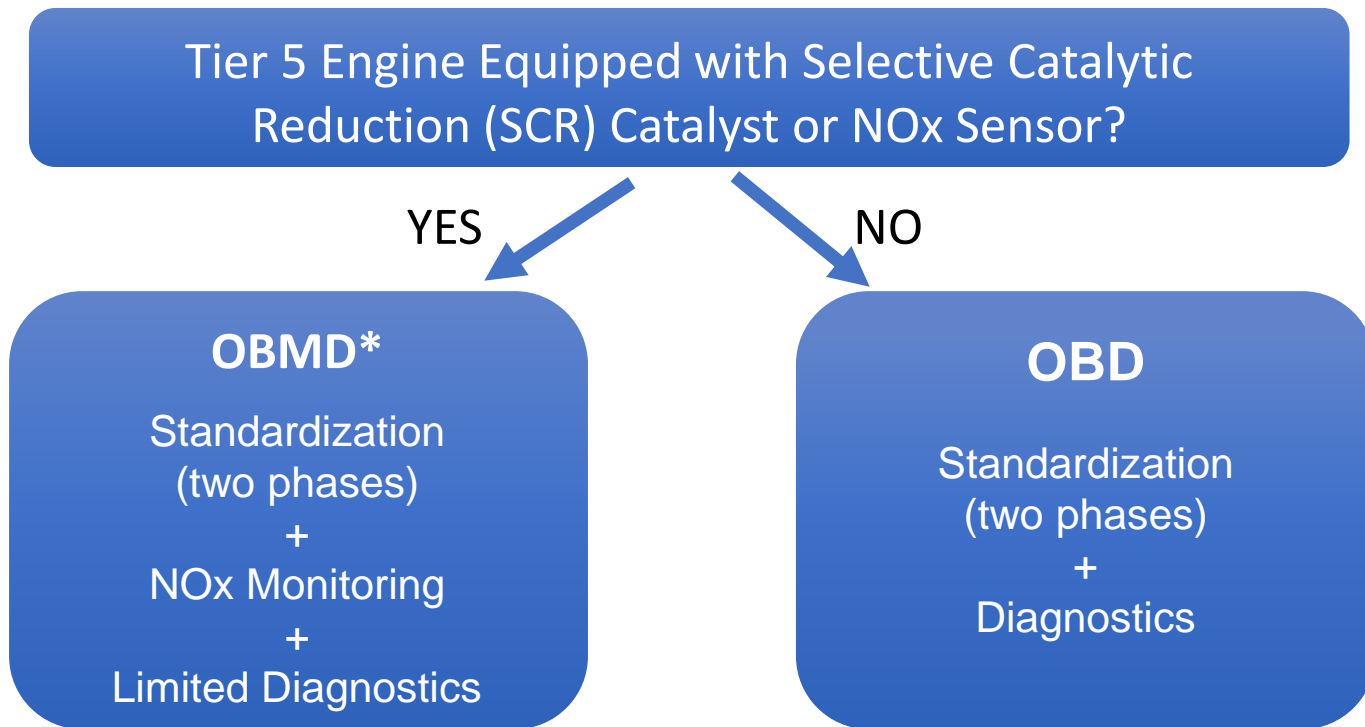 Tier 5 Engine Equipped with Selective Catalytic
Reduction (SCR) Catalyst or NOx Sensor?
YES
NO
OBMD*
Standardization
(two phases)
+
NOx Monitoring
+
Limited Diagnostics
OBD
Standardization
(two phases)
+
Diagnostics